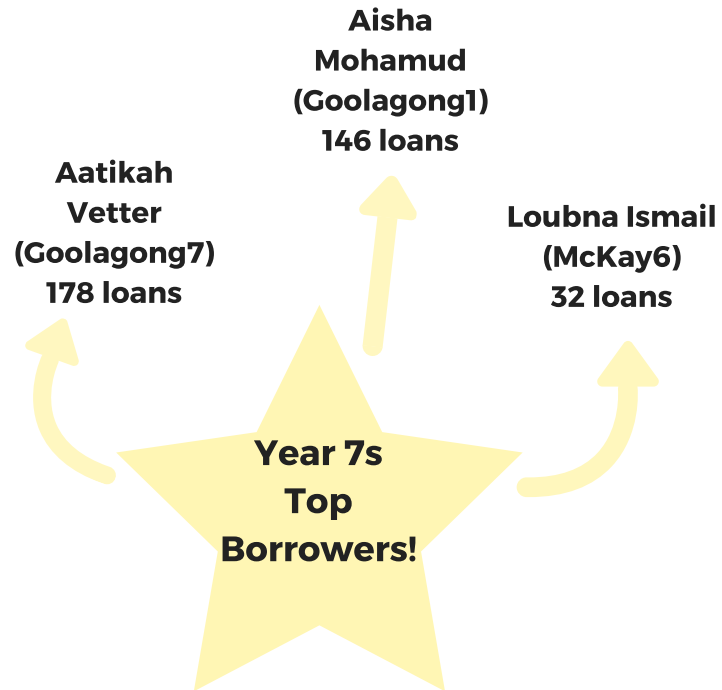 Aisha
Mohamud
(Goolagong1)
146 loans
Aatikah
Vetter
(Goolagong7)
178 loans
Loubna Ismail
(McKay6)
32 loans
Year 7s
Top
Borrowers!